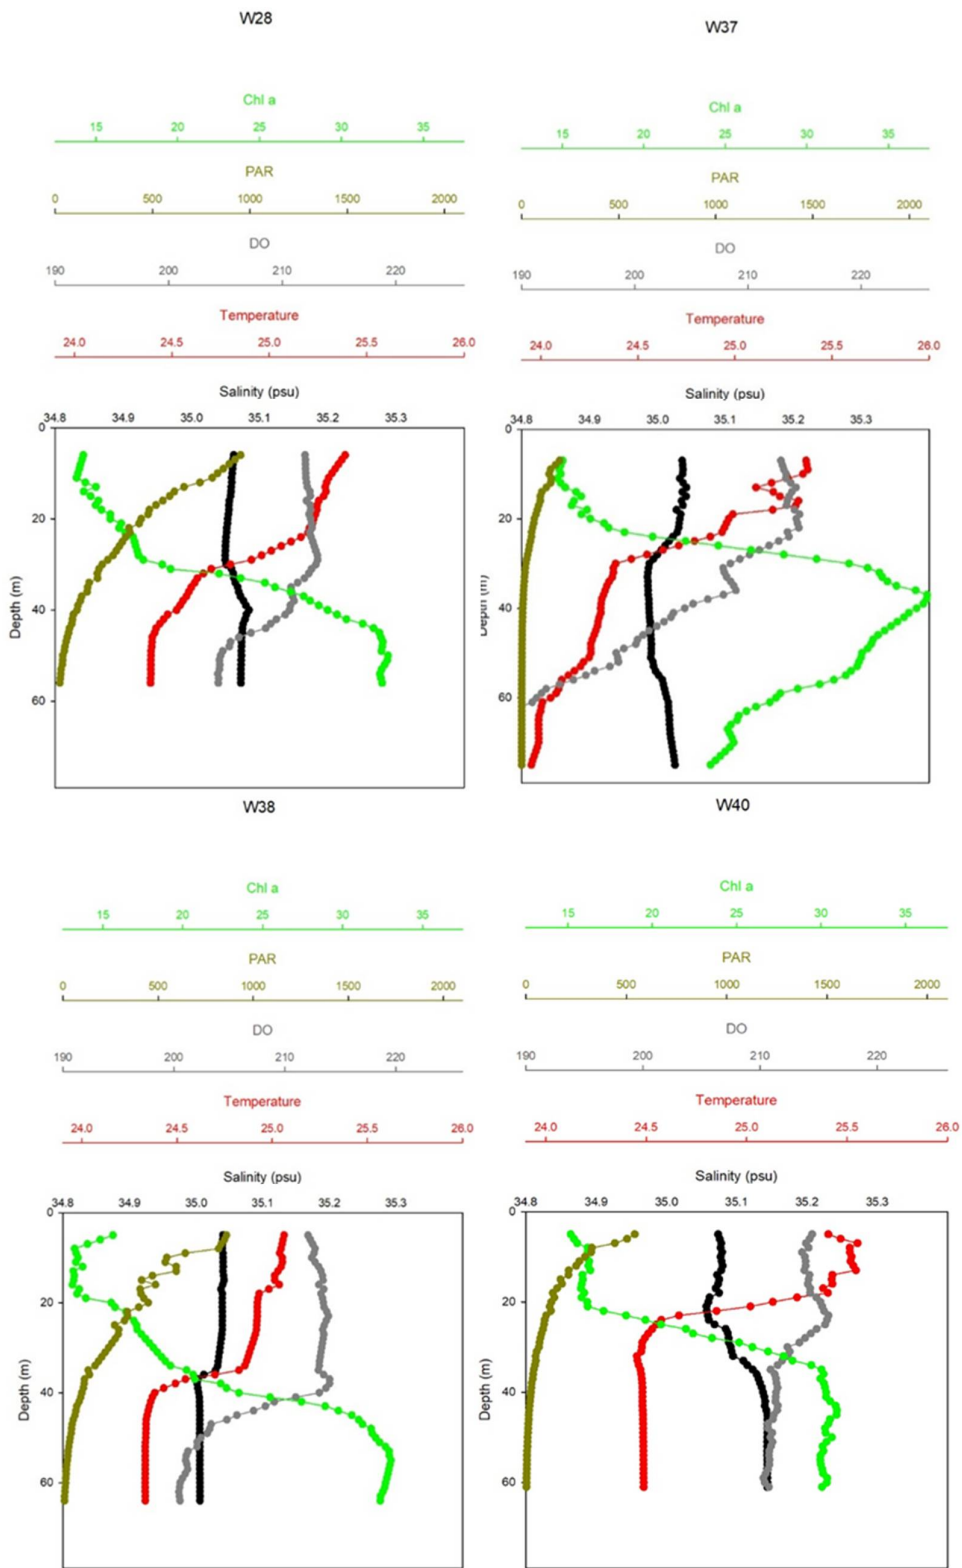 W28
Chl a
15 20 25 30 35
PAR
0 500 1000 1500 2000
DO
190 200 210 220
Temperature
24.0 24.5 25.0 25.5 26.0
Salinity (psu)
34.8 34.9 35.0 35.1 35.2 35.3
0
20
40
60
Depth (m)
W37
Chl a
15 20 25 30 35
PAR
0 500 1000 1500 2000
DO
190 200 210 220
Temperature
24.0 24.5 25.0 25.5 26.0
Salinity (psu)
34.8 34.9 35.0 35.1 35.2 35.3
0
20
40
60
Depth (m)
W38
Chl a
15 20 25 30 35
PAR
0 500 1000 1500 2000
DO
190 200 210 220
Temperature
24.0 24.5 25.0 25.5 26.0
Salinity (psu)
34.8 34.9 35.0 35.1 35.2 35.3
0
20
40
60
Depth (m)
W40
Chl a
15 20 25 30 35
PAR
0 500 1000 1500 2000
DO
190 200 210 220
Temperature
24.0 24.5 25.0 25.5 26.0
Salinity (psu)
34.8 34.9 35.0 35.1 35.2 35.3
0
20
40
60
Depth (m)